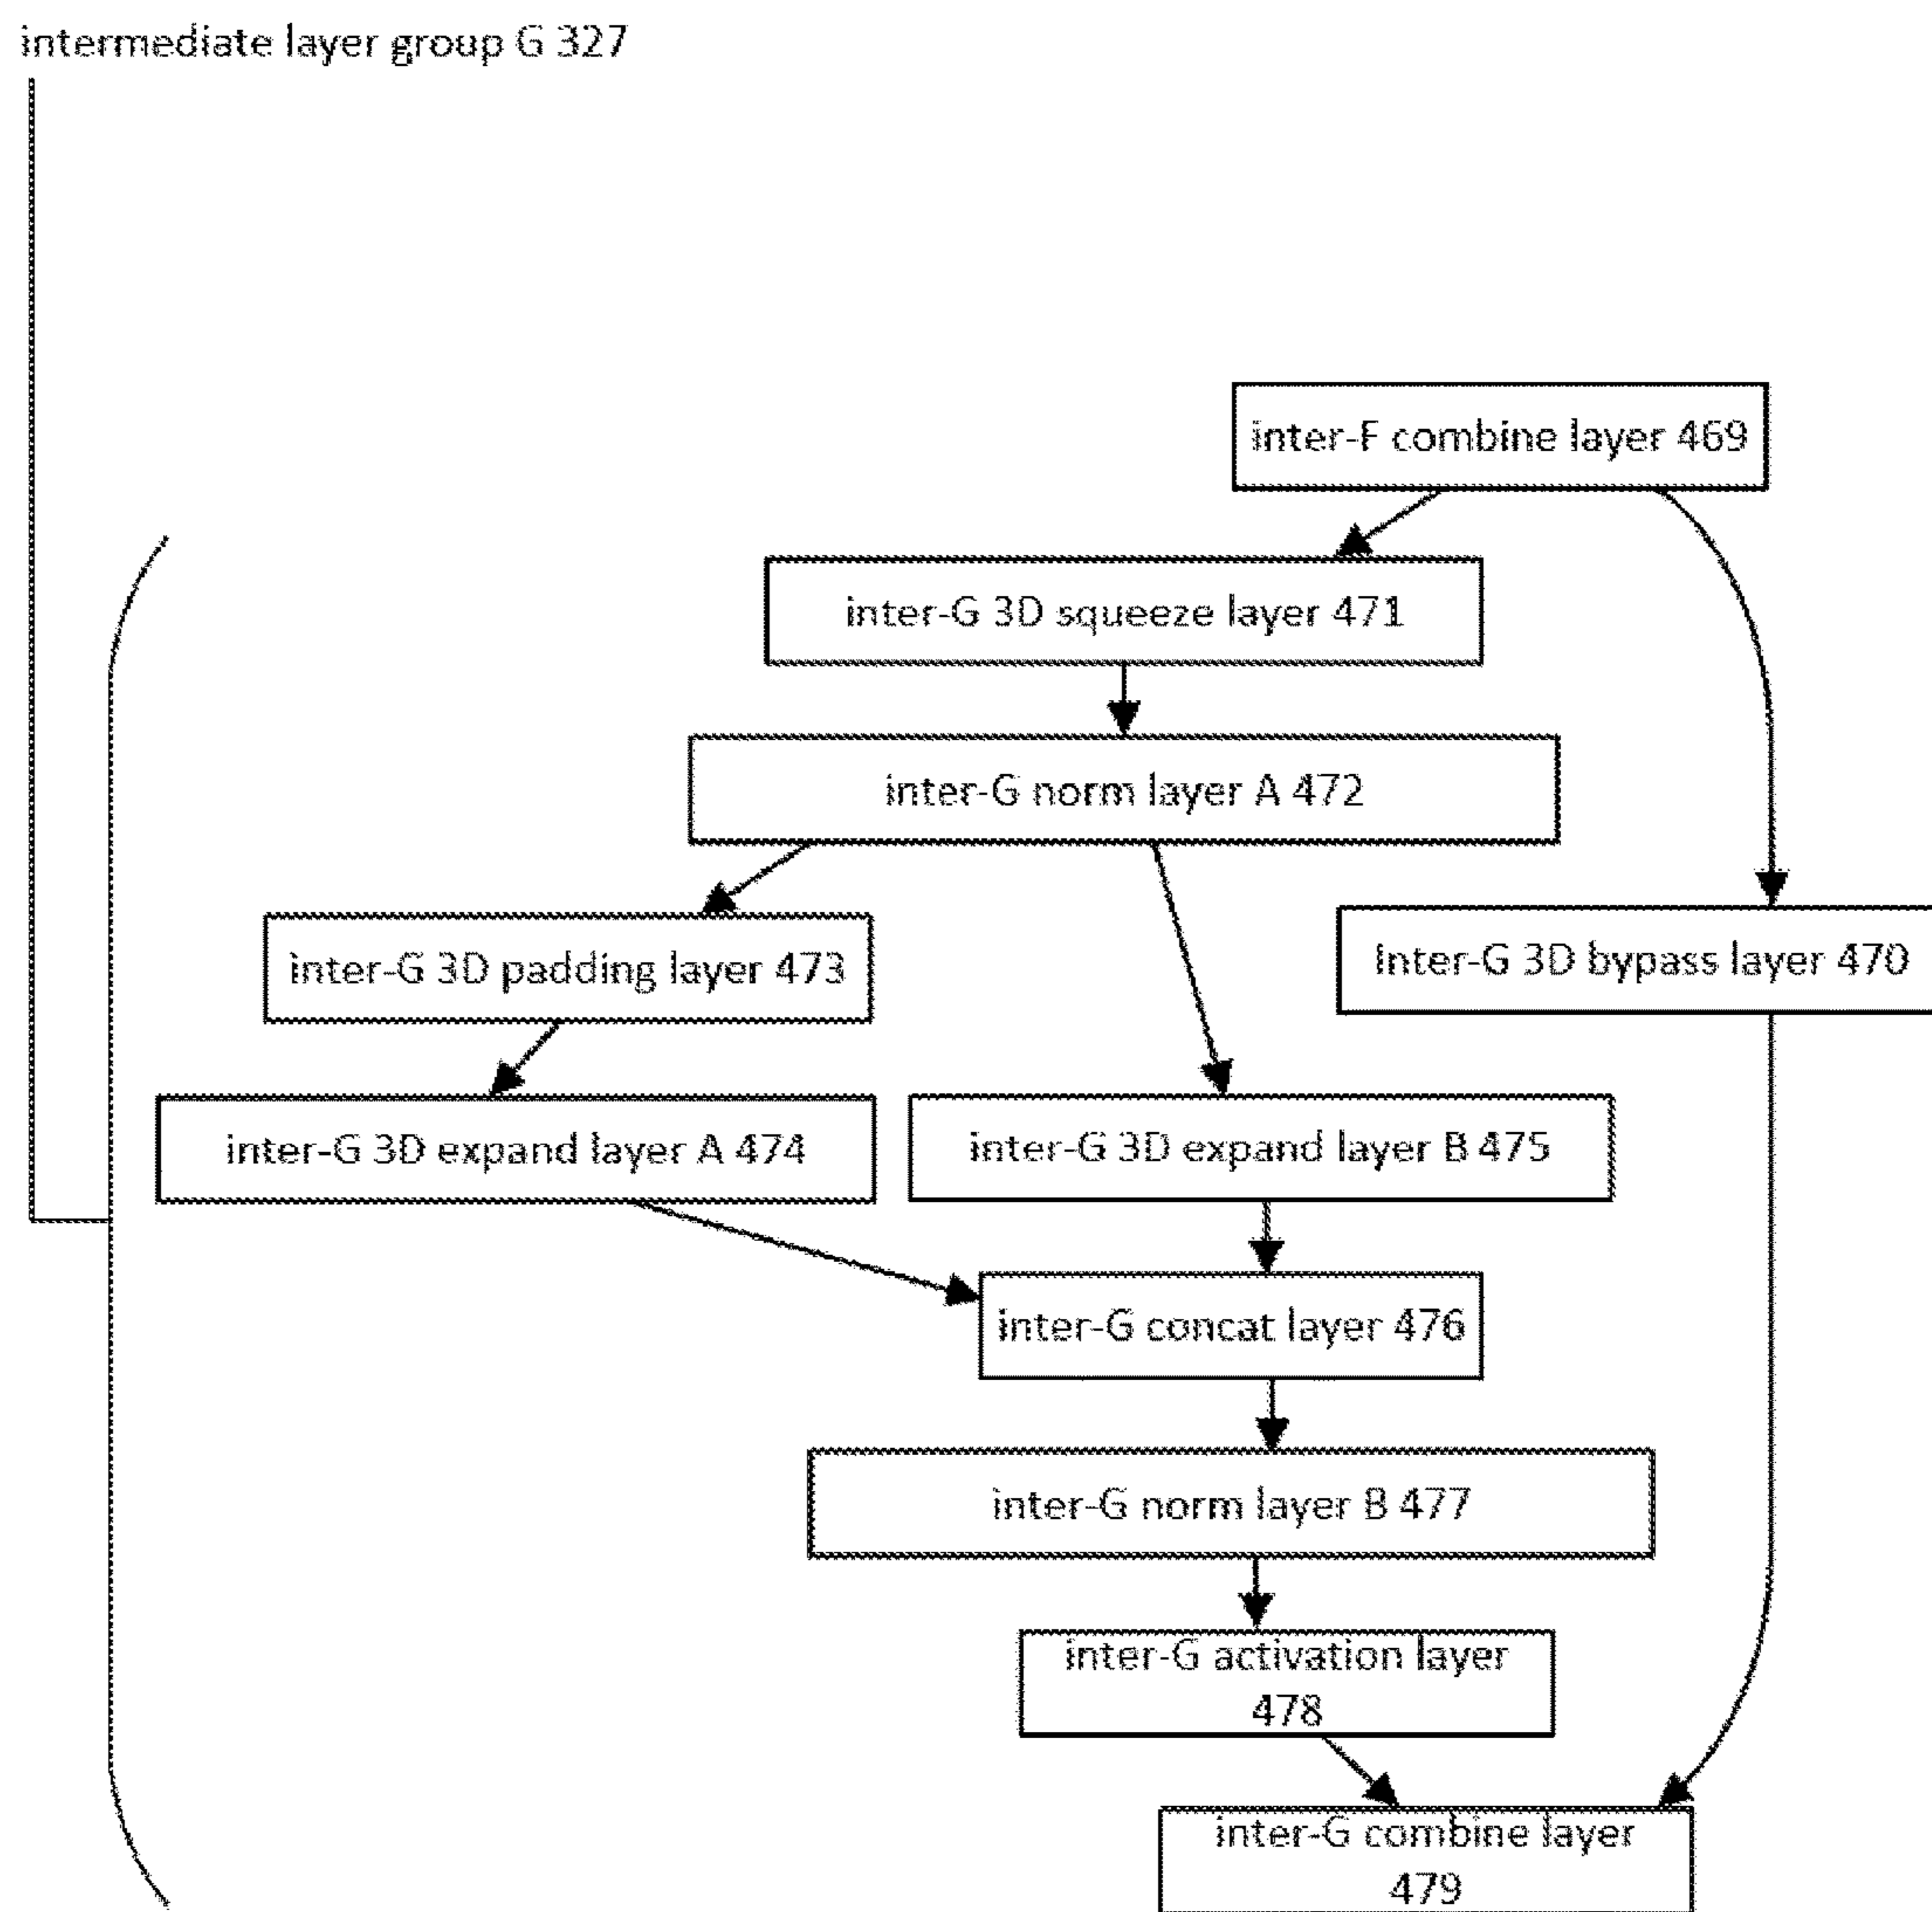 intermediate layer group G 327
inter-F combine layer 469
inter-G 3D squeeze layer 471
inter-G norm layer A 472
inter-G 3D padding layer 473
inter-G 3D bypass layer 470
inter-G 3D expand layer A 474
inter-G 3D expand layer B 475
inter-G concat layer 476
inter-G norm layer B 477
inter-G activation layer
478
inter-G combine layer
479